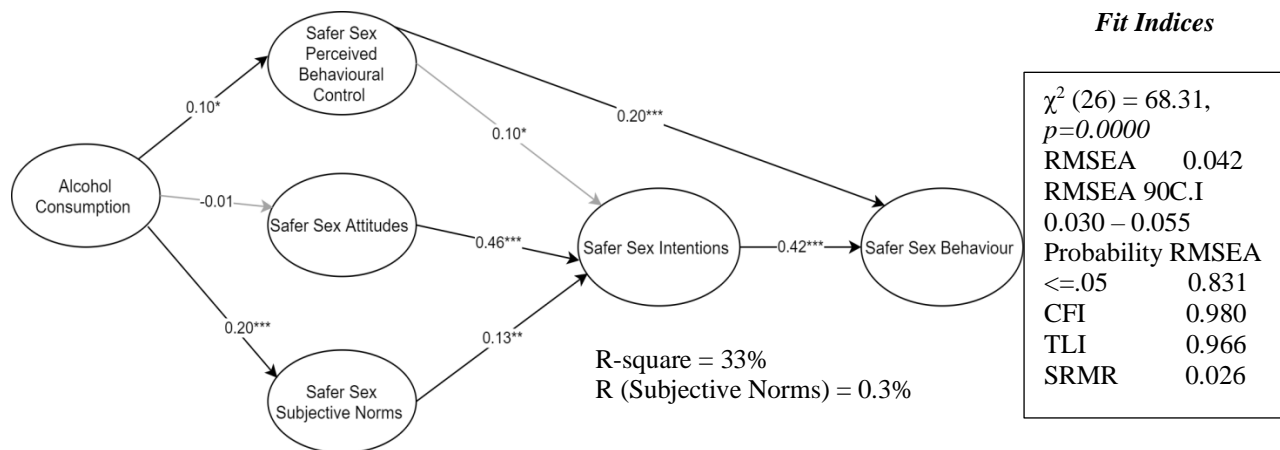 Safer Sex
Perceived
Behavioural
Control
Fit Indices
0.10*
0.20***
0.10*
Alcohol
Consumption
-0.01
Safer Sex Attitudes
0.46***
Safer Sex Intentions
0.42***
Safer Sex Behaviour
0.20***
0.13**
Safer Sex
Subjective Norms
R-square = 33%
R (Subjective Norms) = 0.3%
χ² (26) = 68.31,
p=0.0000
RMSEA 0.042
RMSEA 90C.I
0.030 – 0.055
Probability RMSEA
<=.05 0.831
CFI 0.980
TLI 0.966
SRMR 0.026